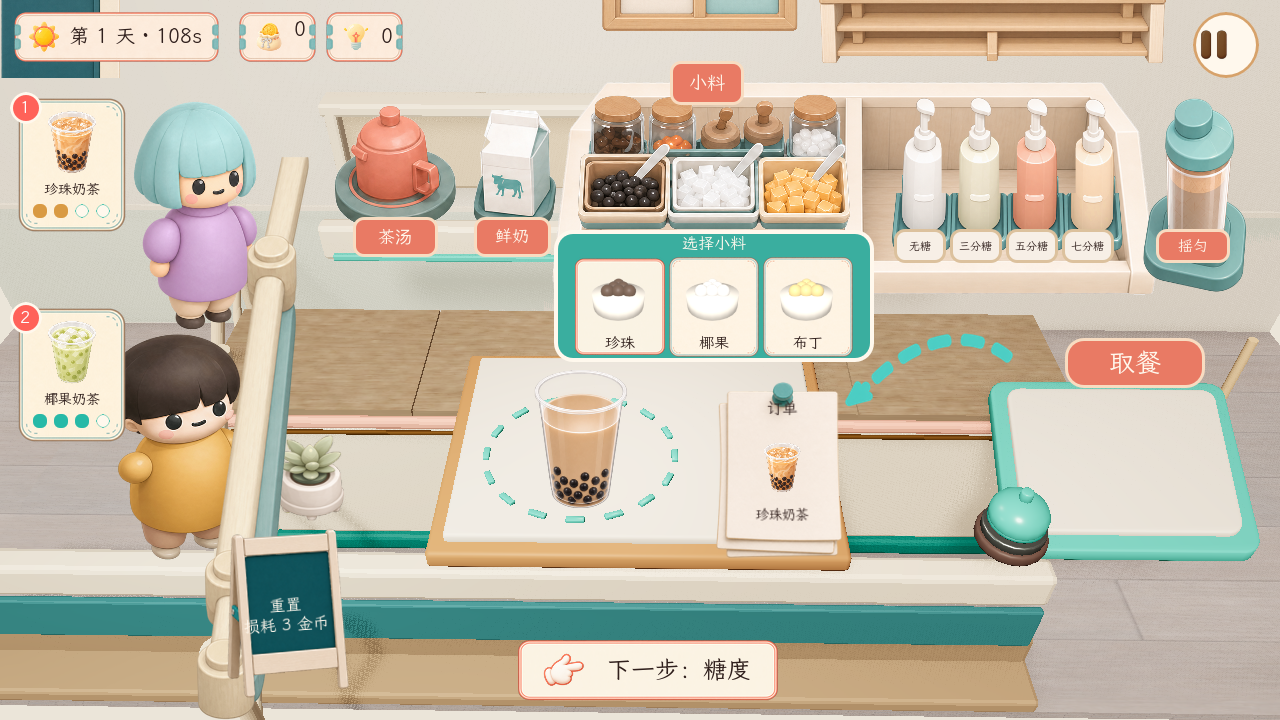 第 1 天·108s
0
0
小料
1
珍珠奶茶
2
椰果奶茶
茶汤
鲜奶
选择小料
珍珠
椰果
布丁
无糖
三分糖
五分糖
七分糖
摇匀
取餐
订单
珍珠奶茶
重置
损耗 3 金币
下一步：糖度